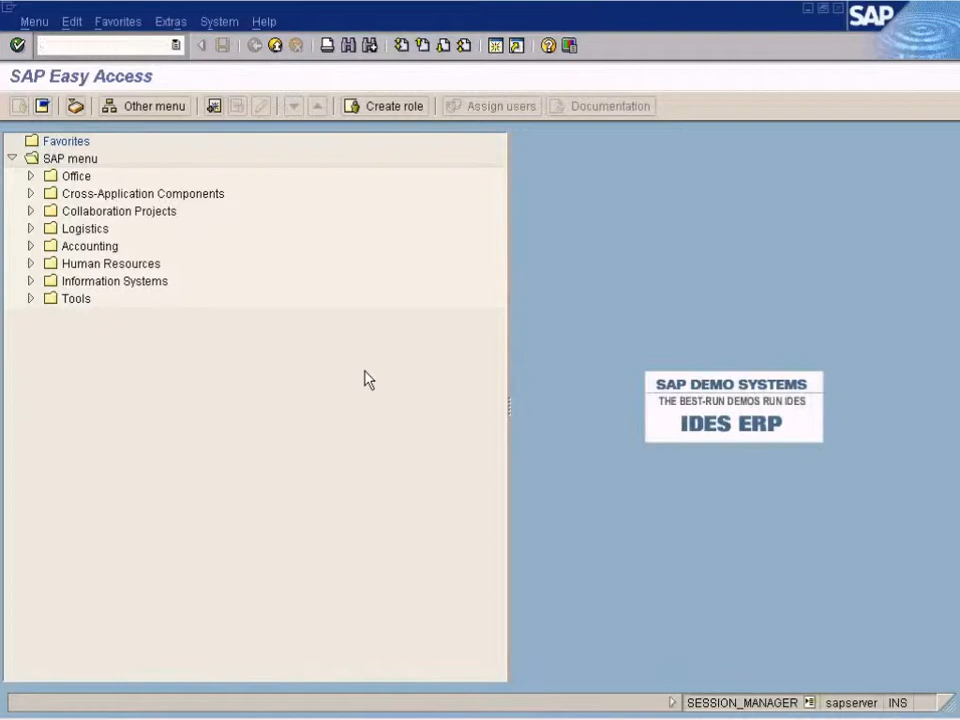 Menu Edit Favorites Extras System Help
SAP
SAP Easy Access
Other menu Create role Assign users Documentation
Favorites
SAP menu
Office
Cross-Application Components
Collaboration Projects
Logistics
Accounting
Human Resources
Information Systems
Tools
SAP DEMO SYSTEMS
THE BEST-RUN DEMOS RUN IDES
IDES ERP
SESSION_MANAGER sapserver INS